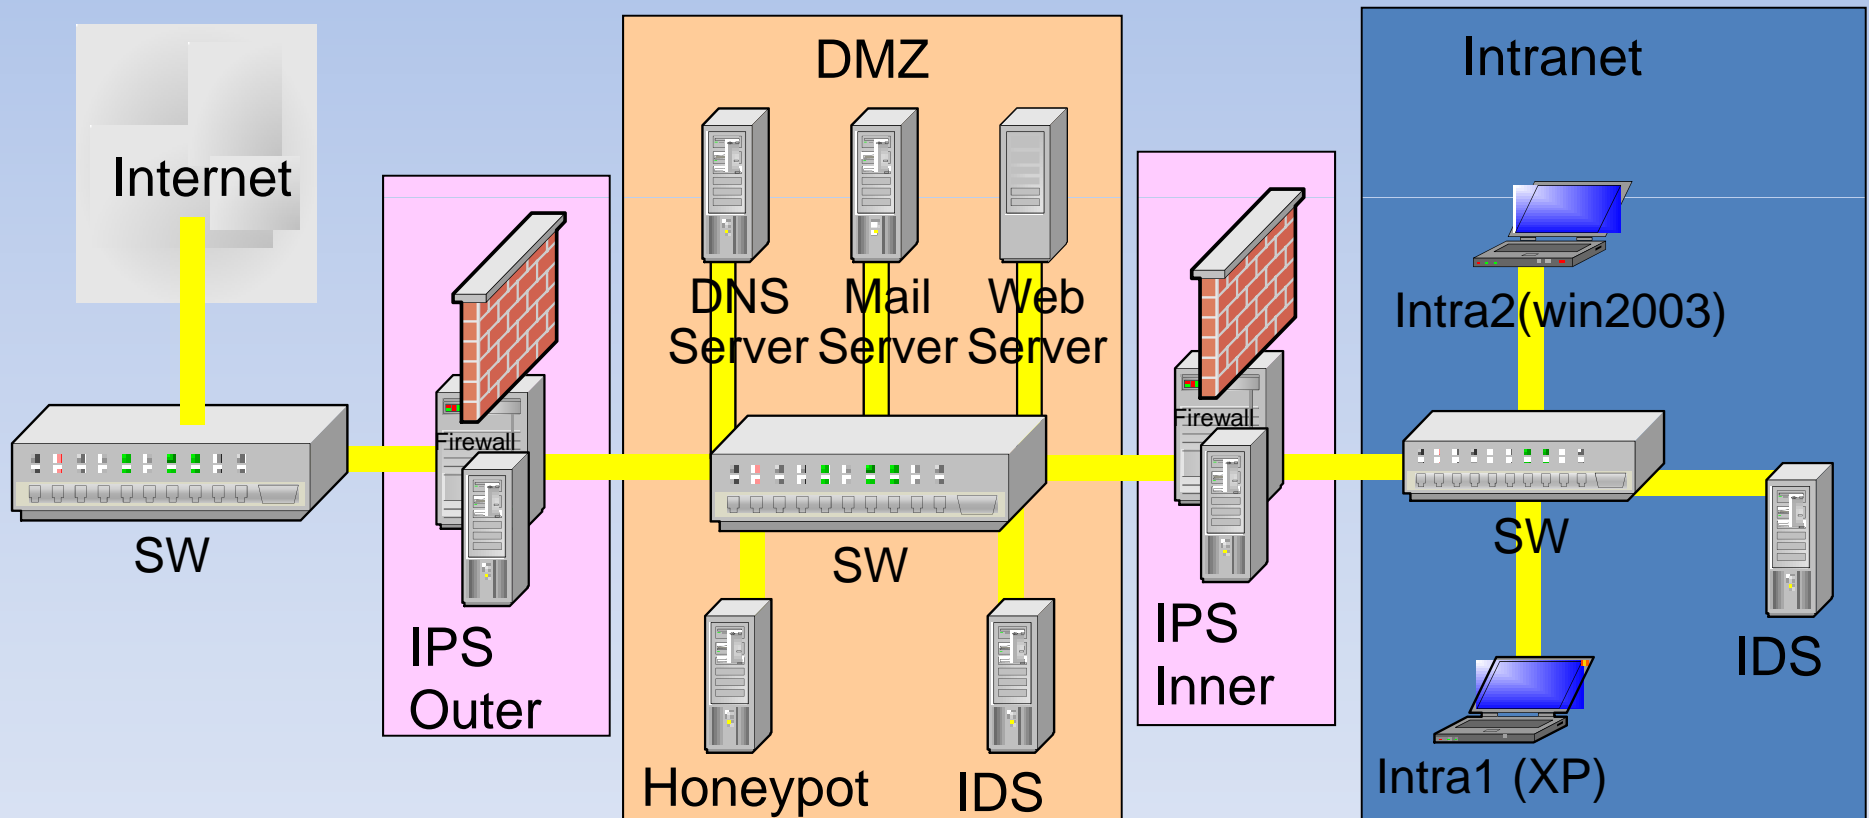 Internet
SW
Firewall
IPS
Outer
DMZ
DNS
Server
Mail
Server
Web
Server
SW
Honeypot
IDS
Firewall
IPS
Inner
Intranet
Intra2(win2003)
SW
IDS
Intra1 (XP)